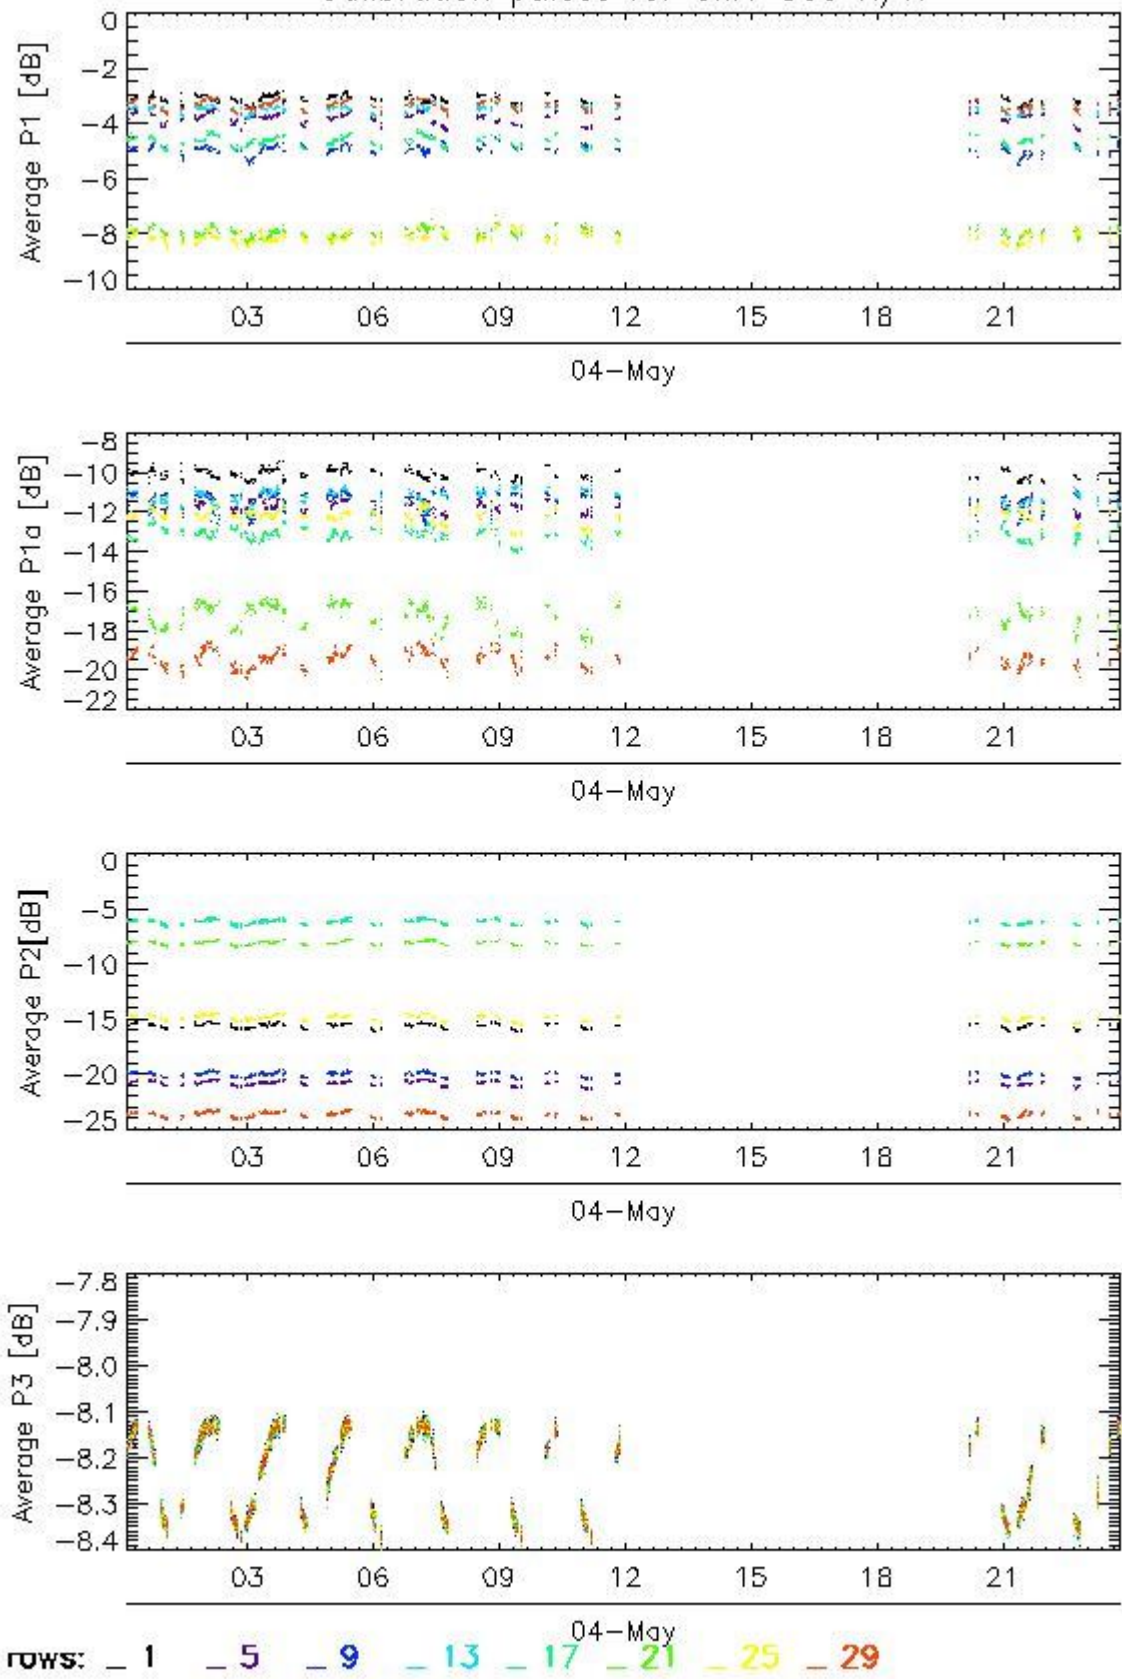 0
−2
−4
−6
−8
−10
Average P1 [dB]
03 06 09 12 15 18 21
04−May
−8
−10
−12
−14
−16
−18
−20
−22
Average P1a [dB]
03 06 09 12 15 18 21
04−May
0
−5
−10
−15
−20
−25
Average P2[dB]
03 06 09 12 15 18 21
04−May
−7.8
−7.9
−8.0
−8.1
−8.2
−8.3
−8.4
Average P3 [dB]
03 06 09 12 15 18 21
04−May
rows: _ 1 _ 5 _ 9 _ 13 _ 17 _ 21 _ 25 _ 29